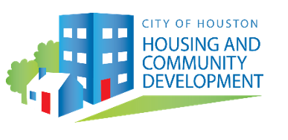 CITY OF HOUSTON
HOUSING AND
COMMUNITY
DEVELOPMENT